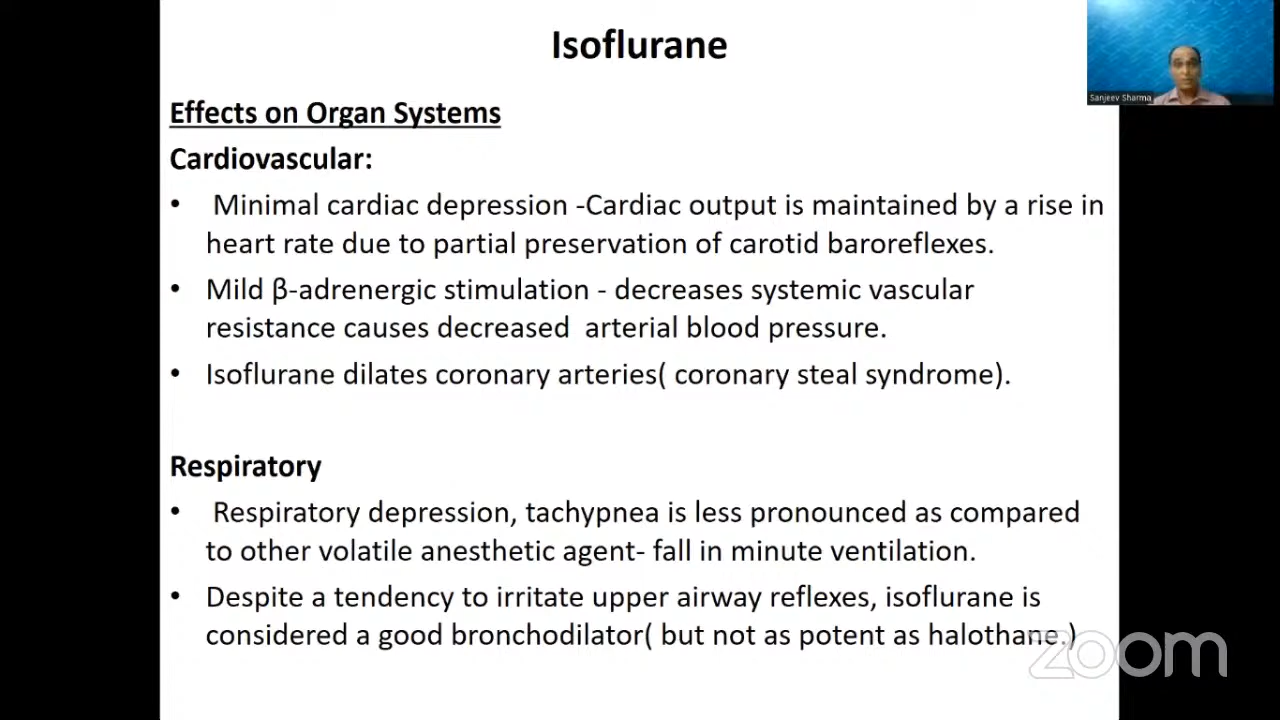 Isoflurane
Sanjeev Sharma
Effects on Organ Systems
Cardiovascular:
• Minimal cardiac depression -Cardiac output is maintained by a rise in
heart rate due to partial preservation of carotid baroreflexes.
• Mild β-adrenergic stimulation - decreases systemic vascular
resistance causes decreased  arterial blood pressure.
• Isoflurane dilates coronary arteries( coronary steal syndrome).
Respiratory
• Respiratory depression, tachypnea is less pronounced as compared
to other volatile anesthetic agent- fall in minute ventilation.
• Despite a tendency to irritate upper airway reflexes, isoflurane is
considered a good bronchodilator( but not as potent as halothane.)
zoom